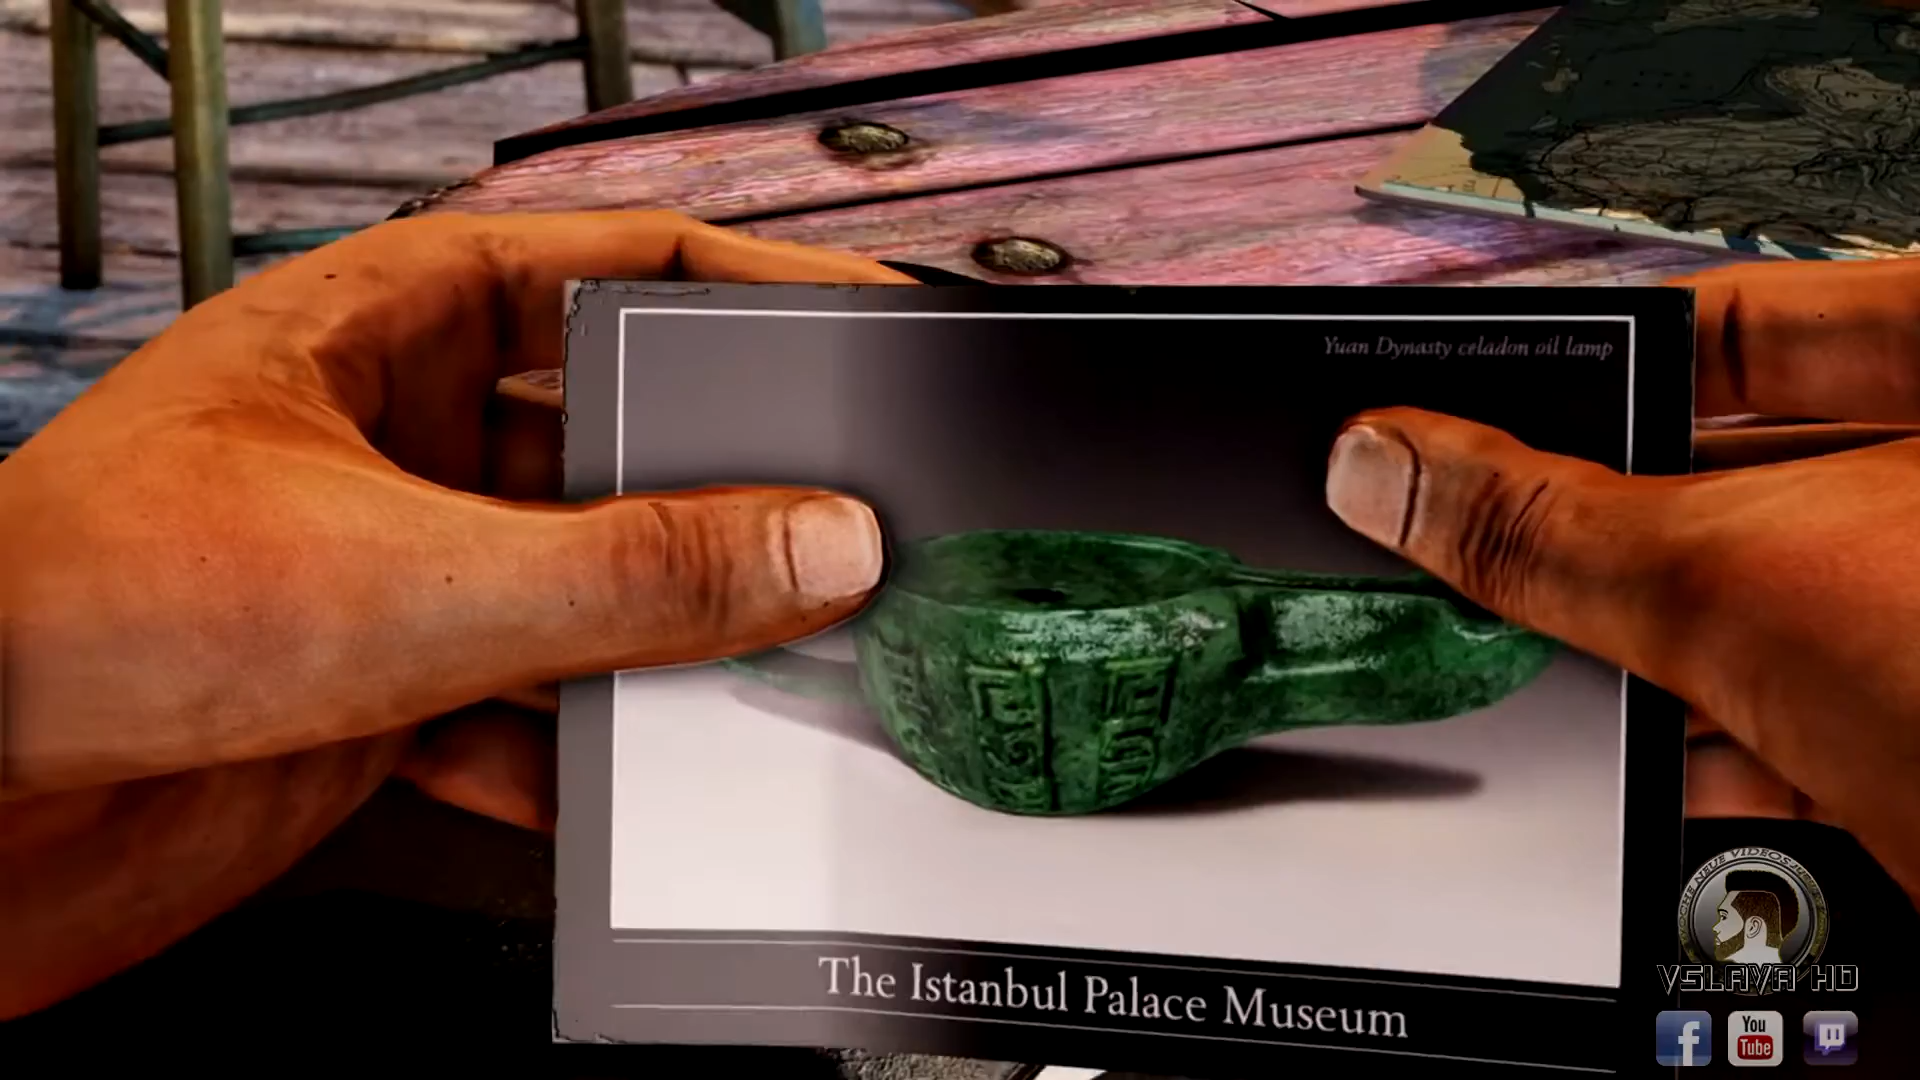 Yuan Dynasty celadon oil lamp
The Istanbul Palace Museum
VSLAVA HD
You
Tube